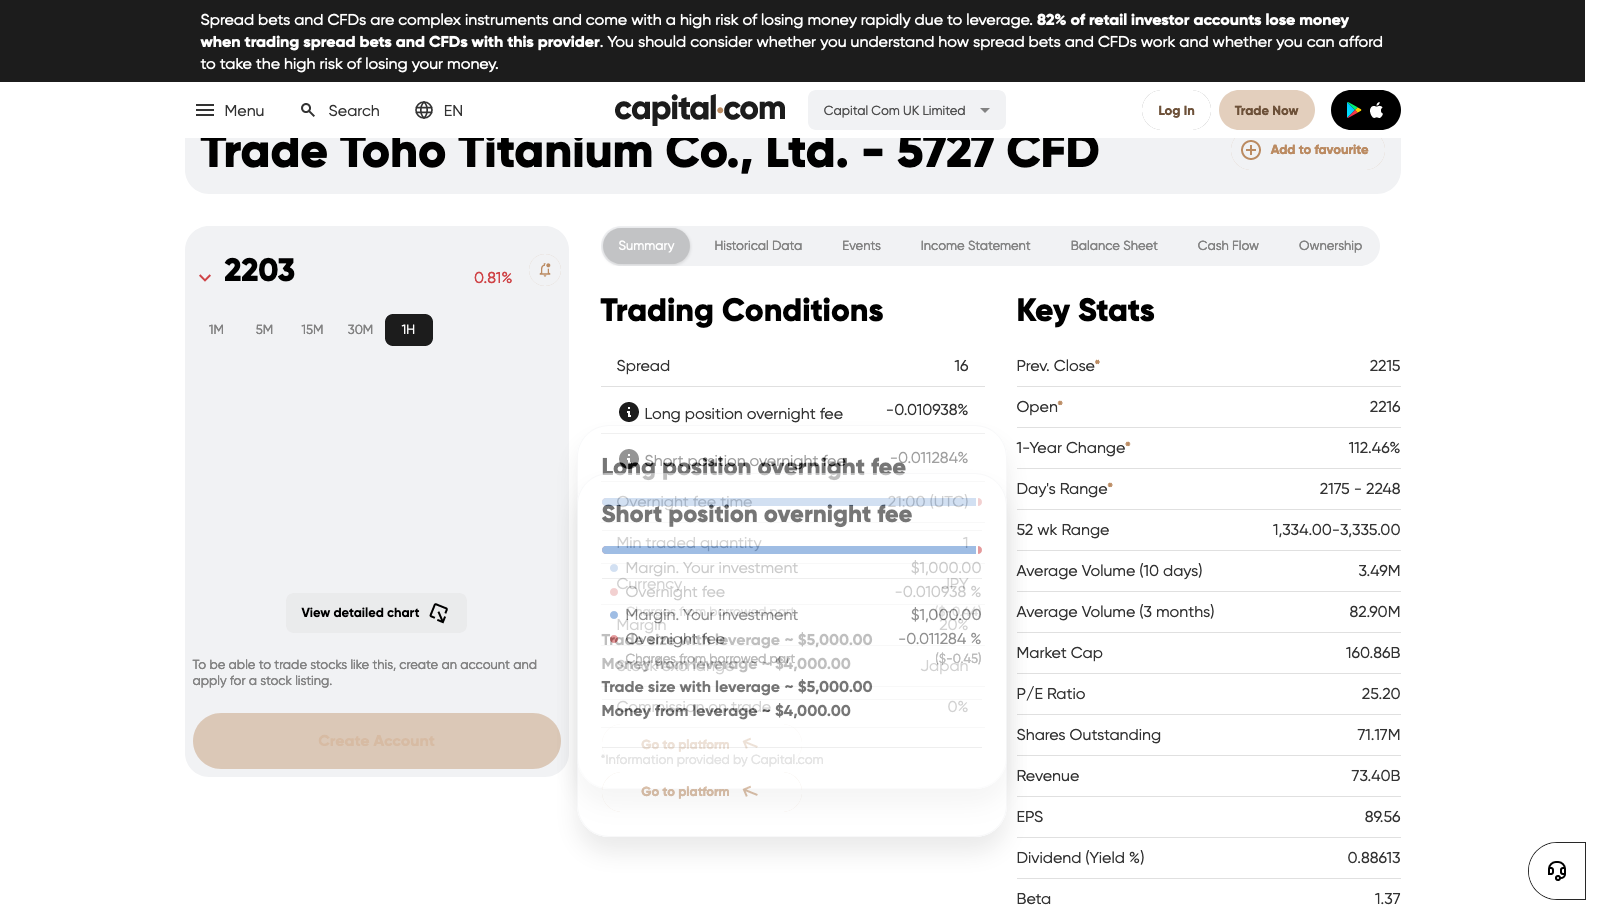 Spread bets and CFDs are complex instruments and come with a high risk of losing money rapidly due to leverage. 82% of retail investor accounts lose money
when trading spread bets and CFDs with this provider. You should consider whether you understand how spread bets and CFDs work and whether you can afford
to take the high risk of losing your money.
Menu Search EN capital.com Capital Com UK Limited Log In Trade Now
Trade Toho Titanium Co., Ltd. - 5727 CFD Add to favourite
2203 0.81%
1M 5M 15M 30M 1H
View detailed chart
To be able to trade stocks like this, create an account and
apply for a stock listing.
Create Account
Summary Historical Data Events Income Statement Balance Sheet Cash Flow Ownership
Trading Conditions
Spread 16
Long position overnight fee -0.010938%
Short position overnight fee -0.011284%
Long position overnight fee
Overnight fee time 21:00 (UTC)
Short position overnight fee
Min traded quantity 1
Margin. Your investment $1,000.00
Currency JPY
Overnight fee -0.010938 %
Margin. Your investment $1,000.00
Margin 20%
Overnight fee -0.011284 %
Trade size with leverage ~ $5,000.00
Charges from borrowed part ($-0.45)
Money from leverage ~ $4,000.00
Japan
Trade size with leverage ~ $5,000.00
Commission on trade 0%
Money from leverage ~ $4,000.00
Go to platform
*Information provided by Capital.com
Go to platform
Key Stats
Prev. Close* 2215
Open* 2216
1-Year Change* 112.46%
Day's Range* 2175 - 2248
52 wk Range 1,334.00-3,335.00
Average Volume (10 days) 3.49M
Average Volume (3 months) 82.90M
Market Cap 160.86B
P/E Ratio 25.20
Shares Outstanding 71.17M
Revenue 73.40B
EPS 89.56
Dividend (Yield %) 0.88613
Beta 1.37